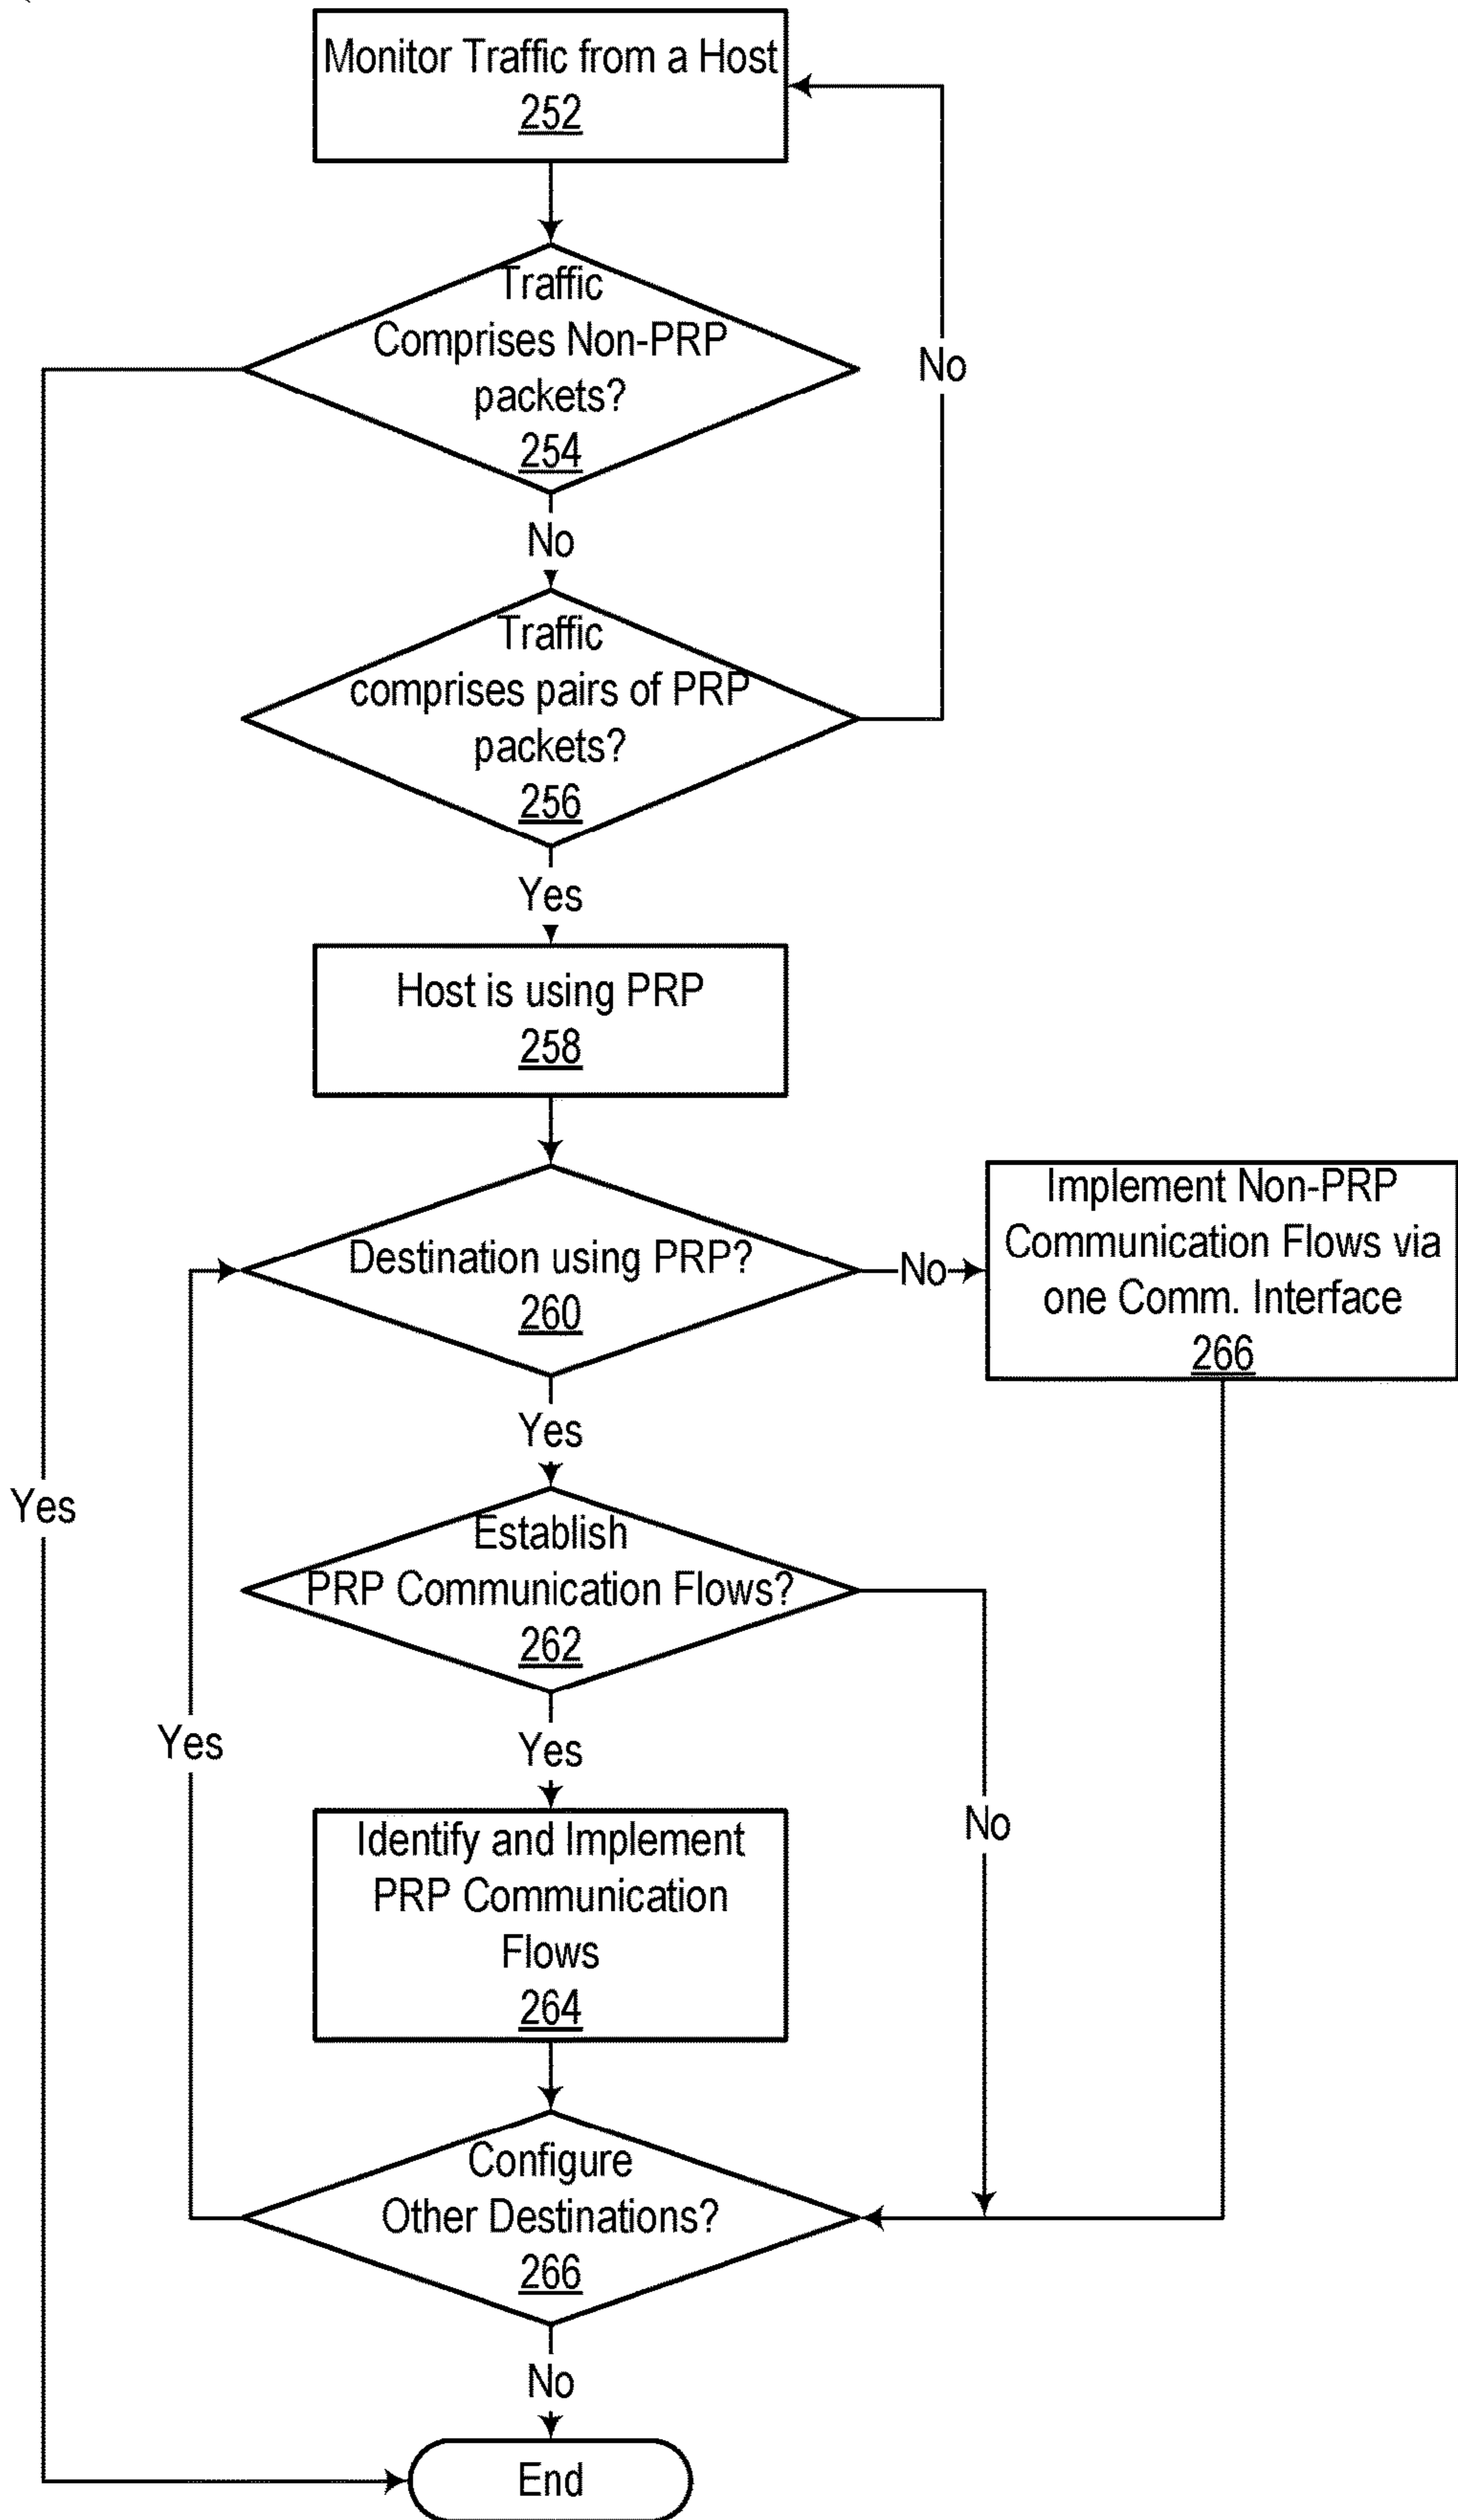 Monitor Traffic from a Host
252
Traffic
Comprises Non-PRP
packets?
254
No
No
Traffic
comprises pairs of PRP
packets?
256
Yes
Host is using PRP
258
Destination using PRP?
260
No
Implement Non-PRP
Communication Flows via
one Comm. Interface
266
Yes
Yes
Establish
PRP Communication Flows?
262
Yes
Yes
No
Identify and Implement
PRP Communication
Flows
264
Configure
Other Destinations?
266
No
End